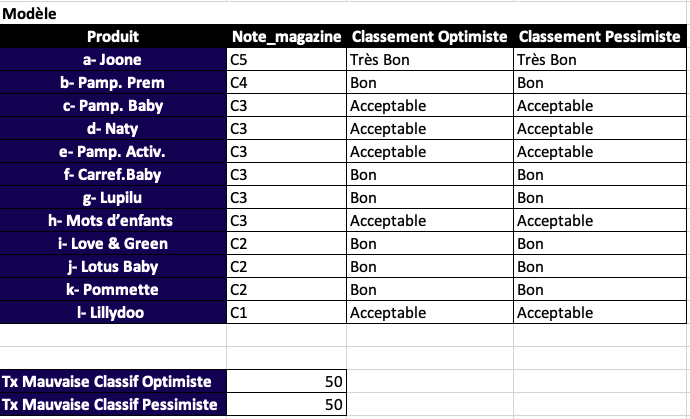 Modèle
Produit Note_magazine Classement Optimiste Classement Pessimiste
a- Joone C5 Très Bon Très Bon
b- Pamp. Prem C4 Bon Bon
c- Pamp. Baby C3 Acceptable Acceptable
d- Naty C3 Acceptable Acceptable
e- Pamp. Activ. C3 Acceptable Acceptable
f- Carref.Baby C3 Bon Bon
g- Lupilu C3 Bon Bon
h- Mots d’enfants C3 Acceptable Acceptable
i- Love & Green C2 Bon Bon
j- Lotus Baby C2 Bon Bon
k- Pommette C2 Bon Bon
l- Lillydoo C1 Acceptable Acceptable
Tx Mauvaise Classif Optimiste 50
Tx Mauvaise Classif Pessimiste 50